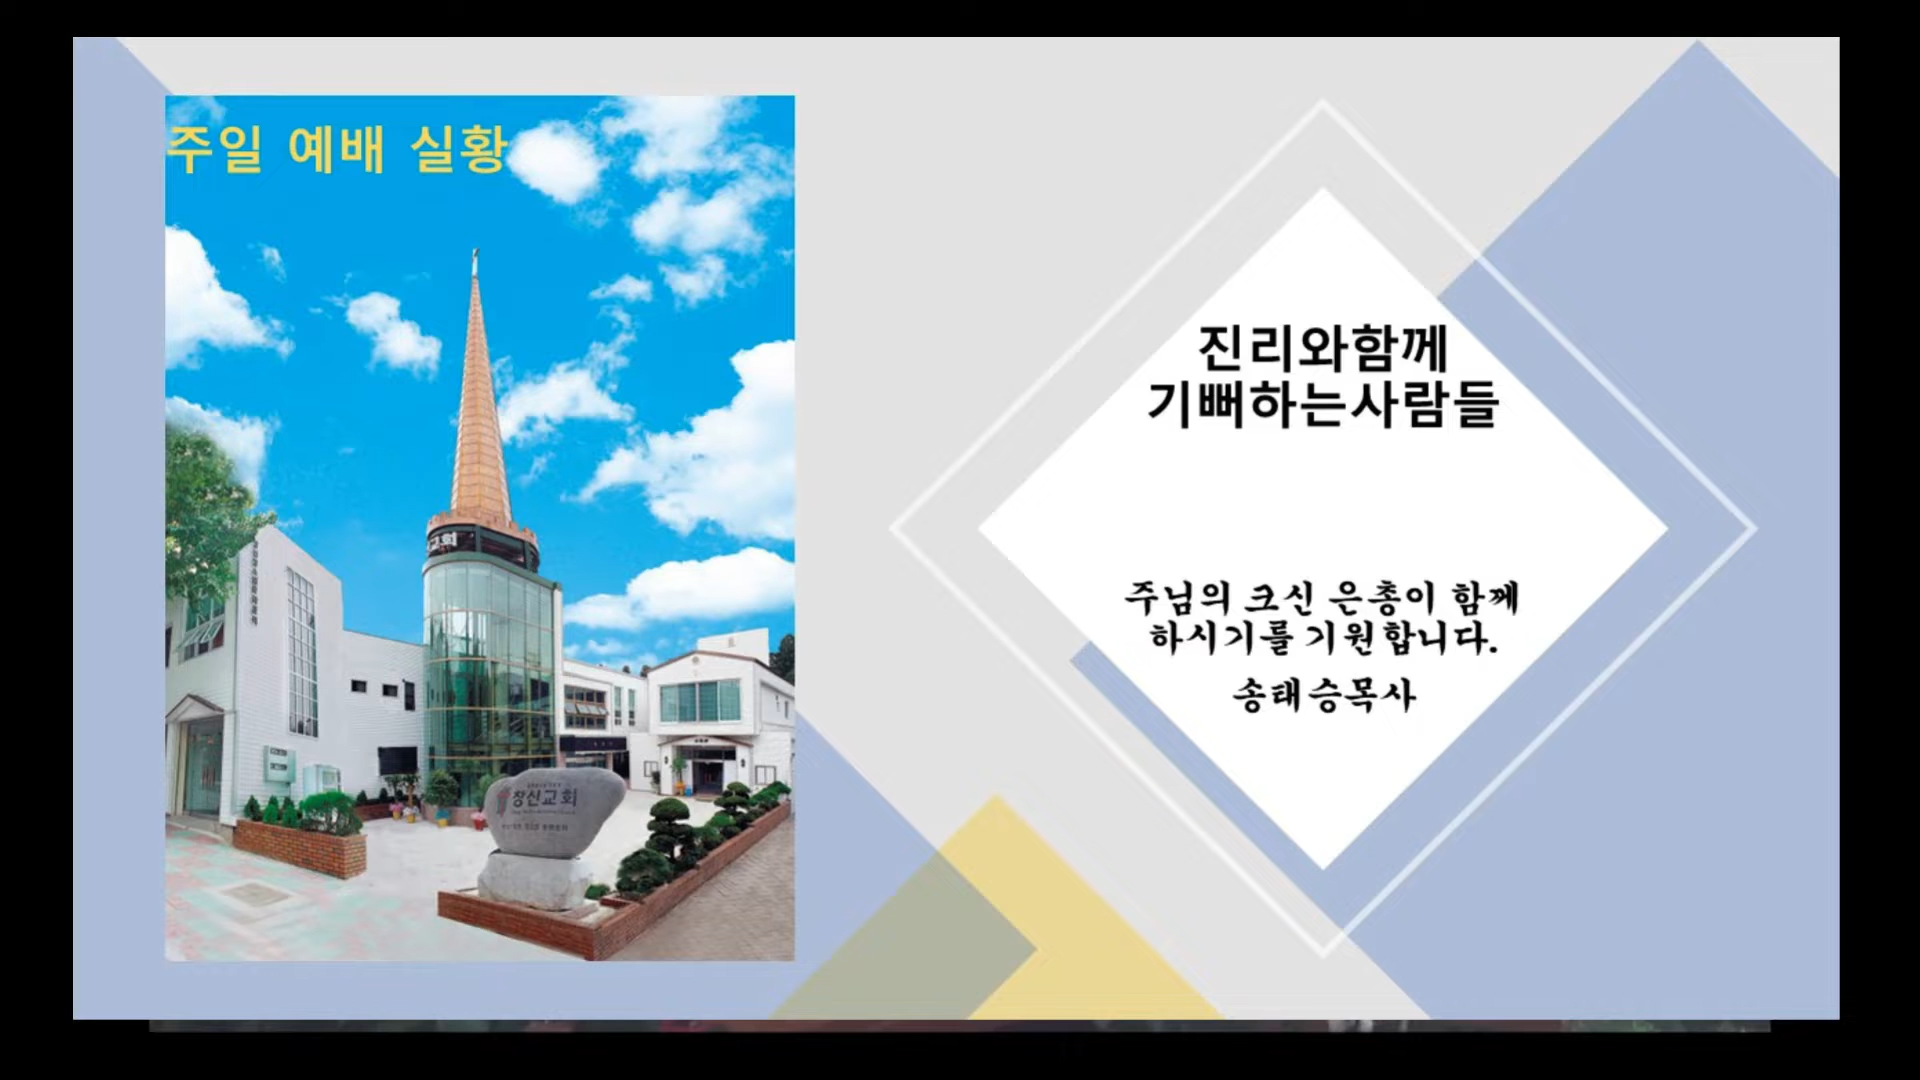 주일 예배 실황
교회
창신교회
진리와함께
기뻐하는사람들
주님의 크신 은총이 함께
하시기를 기원합니다.
송태승목사